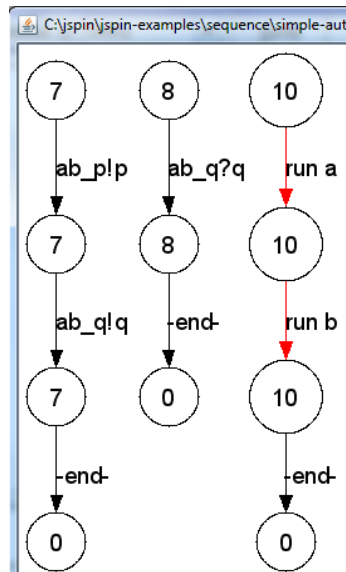 C:\jspin\jspin-examples\sequence\simple-aut
7 8 10
ab_p!p ab_q?q run a
7 8 10
ab_q!q -end- run b
7 0 10
-end- -end-
0 0